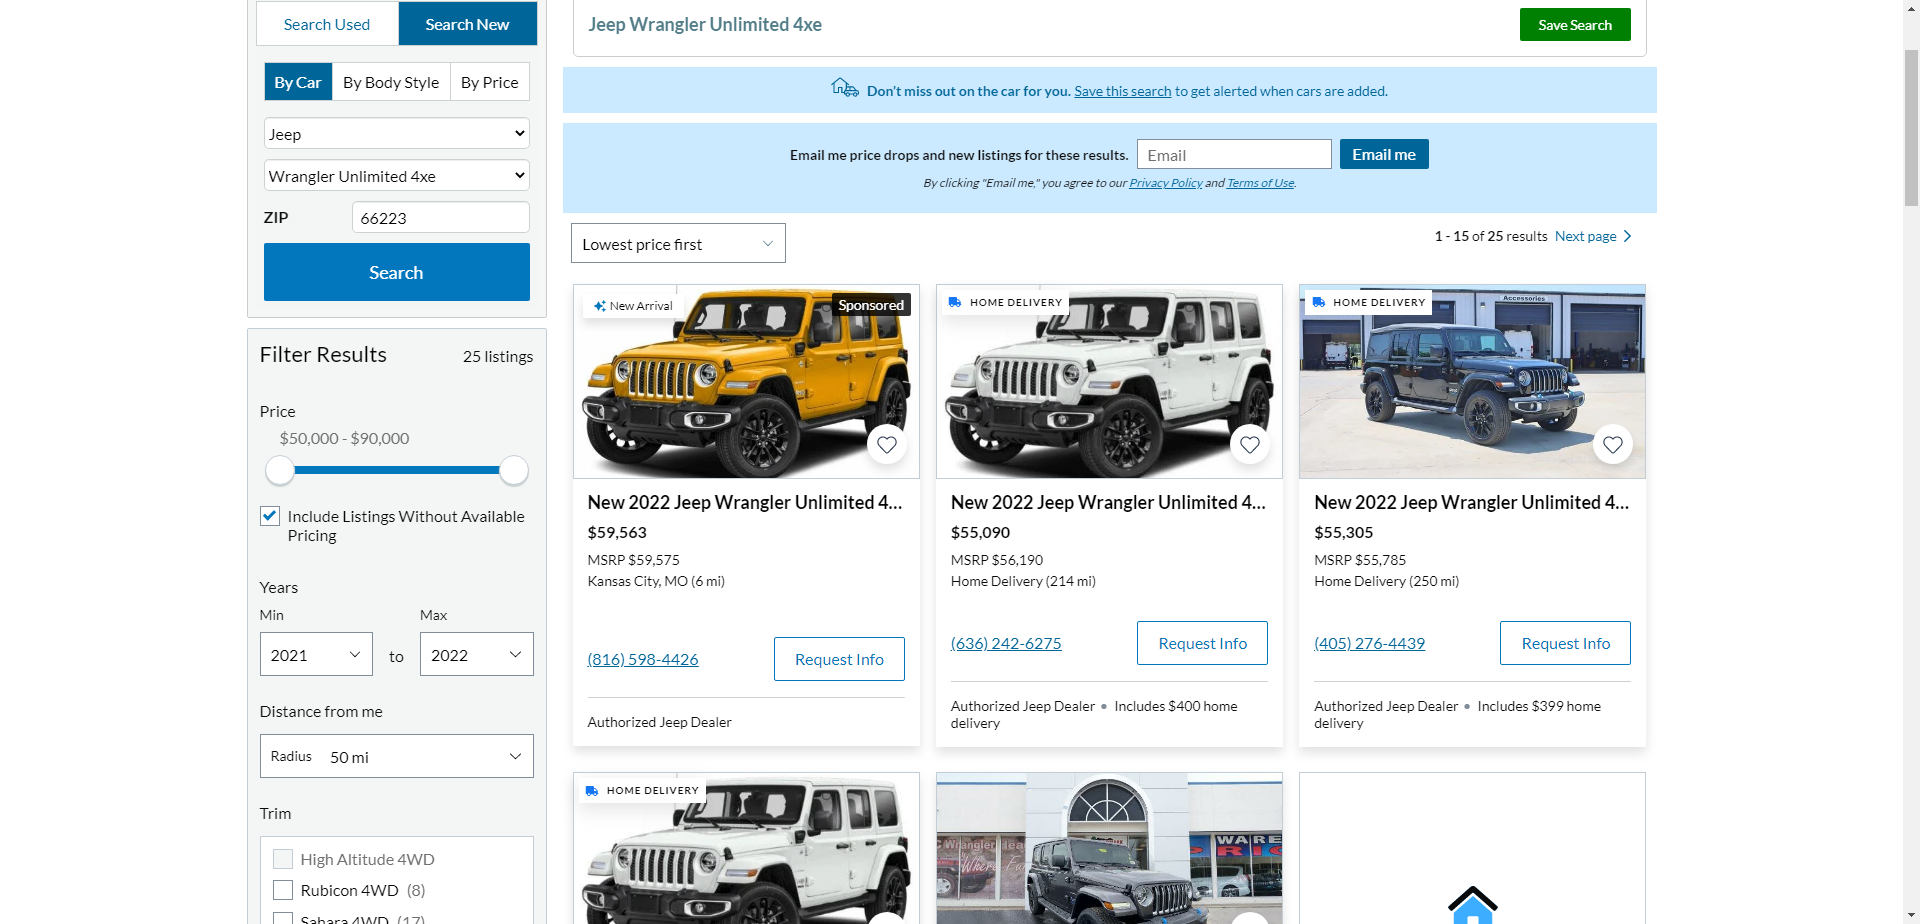 Search Used
Search New
By Car
By Body Style
By Price
Jeep
Wrangler Unlimited 4xe
ZIP
66223
Search
Filter Results
25 listings
Price
$50,000 - $90,000
Include Listings Without Available
Pricing
Years
Min
Max
2021
to
2022
Distance from me
Radius 50 mi
Trim
High Altitude 4WD
Rubicon 4WD (8)
Sahara 4WD (17)
Jeep Wrangler Unlimited 4xe
Save Search
Don't miss out on the car for you. Save this search to get alerted when cars are added.
Email me price drops and new listings for these results.
Email
Email me
By clicking "Email me," you agree to our Privacy Policy and Terms of Use.
Lowest price first
1 - 15 of 25 results Next page
New Arrival
Sponsored
New 2022 Jeep Wrangler Unlimited 4...
$59,563
MSRP $59,575
Kansas City, MO (6 mi)
(816) 598-4426
Request Info
Authorized Jeep Dealer
HOME DELIVERY
New 2022 Jeep Wrangler Unlimited 4...
$55,090
MSRP $56,190
Home Delivery (214 mi)
(636) 242-6275
Request Info
Authorized Jeep Dealer • Includes $400 home
delivery
HOME DELIVERY
Accessories
New 2022 Jeep Wrangler Unlimited 4...
$55,305
MSRP $55,785
Home Delivery (250 mi)
(405) 276-4439
Request Info
Authorized Jeep Dealer • Includes $399 home
delivery
HOME DELIVERY
Wrangler
Where
WARE